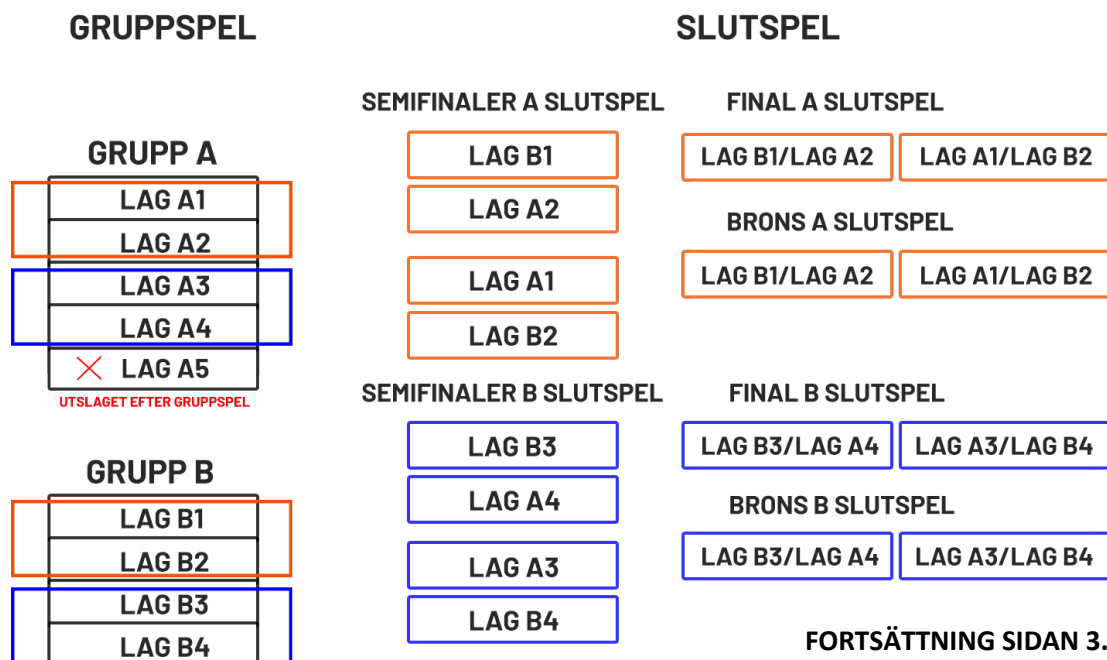 GRUPPSPEL
SLUTSPEL
GRUPP A
LAG A1
LAG A2
LAG A3
LAG A4
LAG A5
UTSLAGET EFTER GRUPPSPEL
GRUPP B
LAG B1
LAG B2
LAG B3
LAG B4
SEMIFINALER A SLUTSPEL
LAG B1
LAG A2
LAG A1
LAG B2
FINAL A SLUTSPEL
LAG B1/LAG A2 LAG A1/LAG B2
BRONS A SLUTSPEL
LAG B1/LAG A2 LAG A1/LAG B2
SEMIFINALER B SLUTSPEL
LAG B3
LAG A4
LAG A3
LAG B4
FINAL B SLUTSPEL
LAG B3/LAG A4 LAG A3/LAG B4
BRONS B SLUTSPEL
LAG B3/LAG A4 LAG A3/LAG B4
FORTSÄTTNING SIDAN 3.